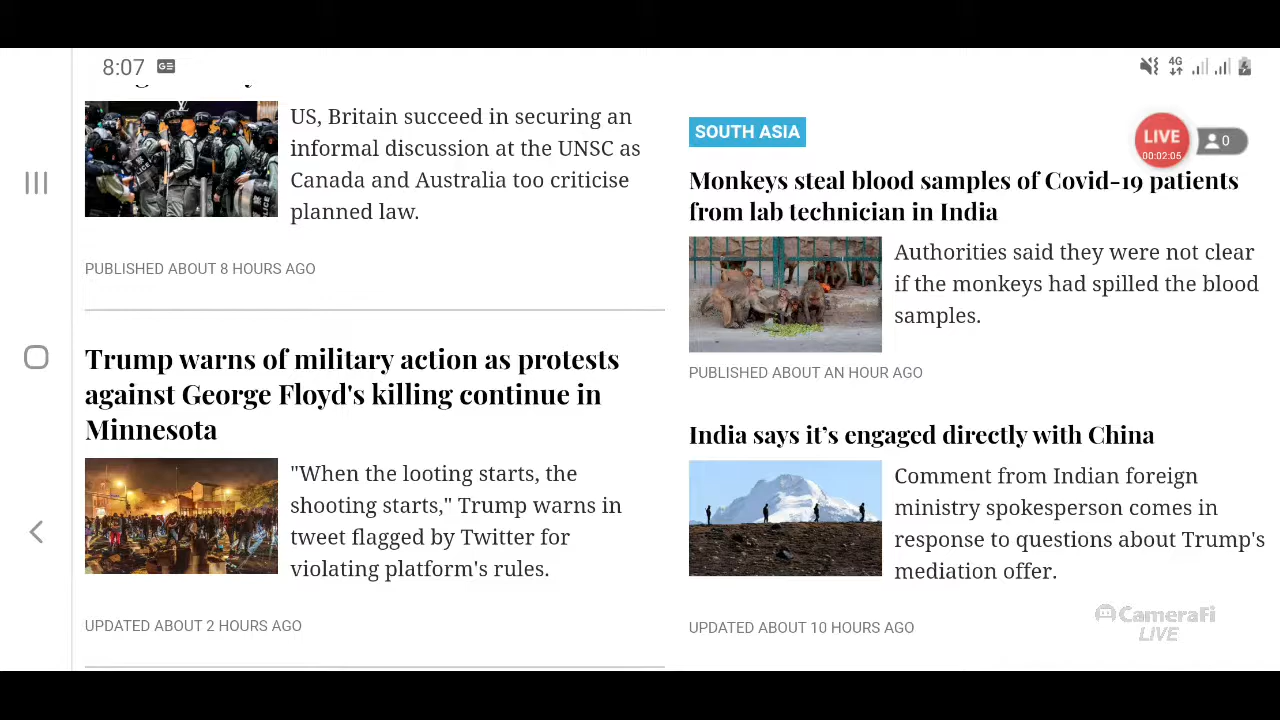 8:07
GE
4G
US, Britain succeed in securing an
informal discussion at the UNSC as
Canada and Australia too criticise
planned law.
PUBLISHED ABOUT 8 HOURS AGO
Trump warns of military action as protests
against George Floyd's killing continue in
Minnesota
"When the looting starts, the
shooting starts," Trump warns in
tweet flagged by Twitter for
violating platform's rules.
UPDATED ABOUT 2 HOURS AGO
SOUTH ASIA
LIVE
00:02:05
0
Monkeys steal blood samples of Covid-19 patients
from lab technician in India
Authorities said they were not clear
if the monkeys had spilled the blood
samples.
PUBLISHED ABOUT AN HOUR AGO
India says it’s engaged directly with China
Comment from Indian foreign
ministry spokesperson comes in
response to questions about Trump's
mediation offer.
UPDATED ABOUT 10 HOURS AGO
CameraFi
LIVE